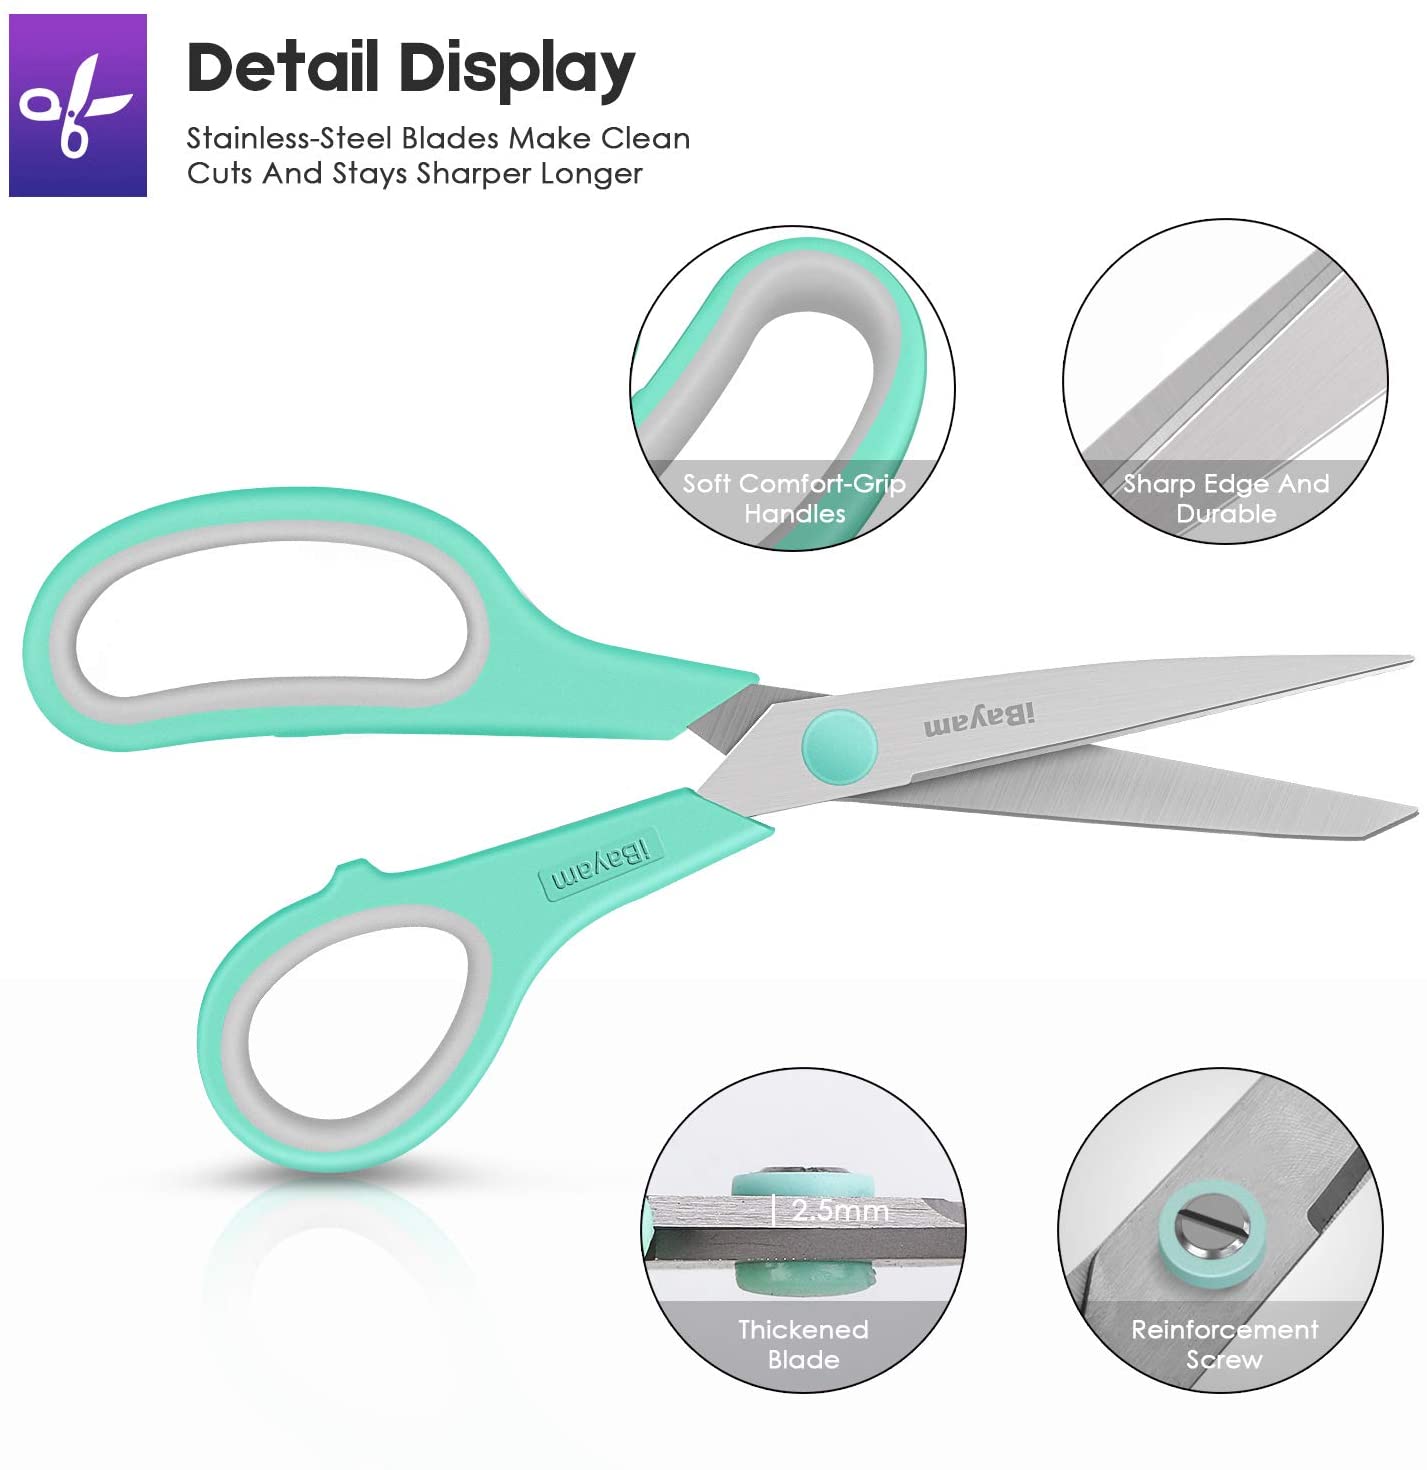 Detail Display
Stainless-Steel Blades Make Clean
Cuts And Stays Sharper Longer
Soft Comfort-Grip
Handles
Sharp Edge And
Durable
iBayam
iBayam
2.5mm
Thickened
Blade
Reinforcement
Screw